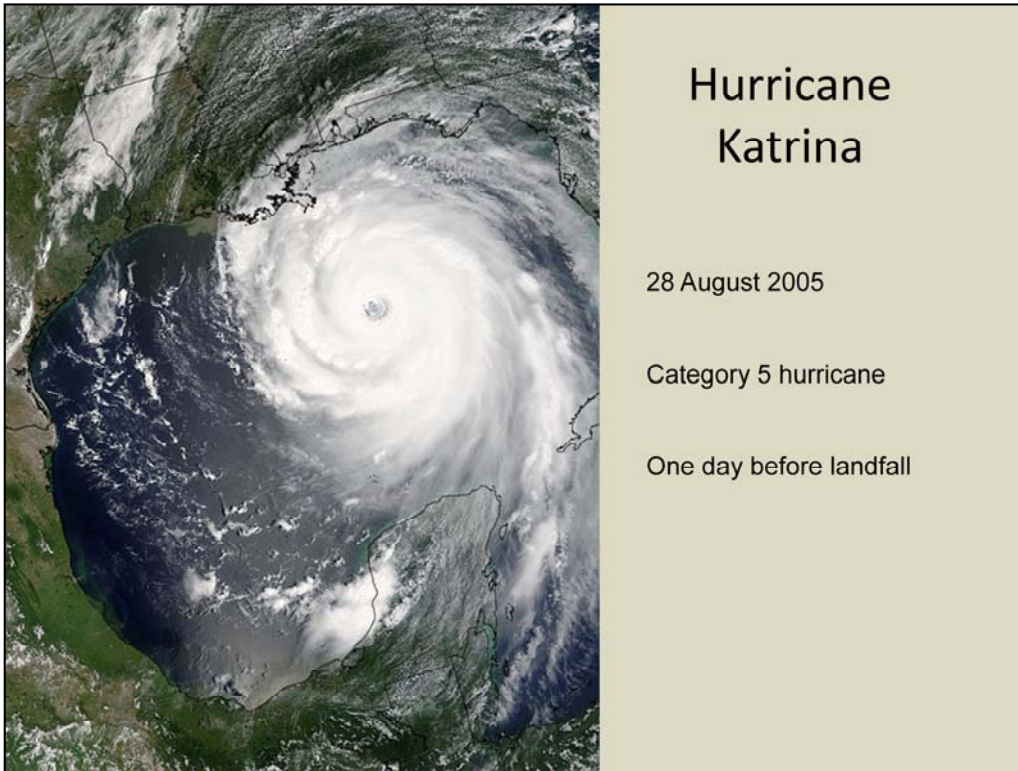 Hurricane
Katrina
28 August 2005
Category 5 hurricane
One day before landfall